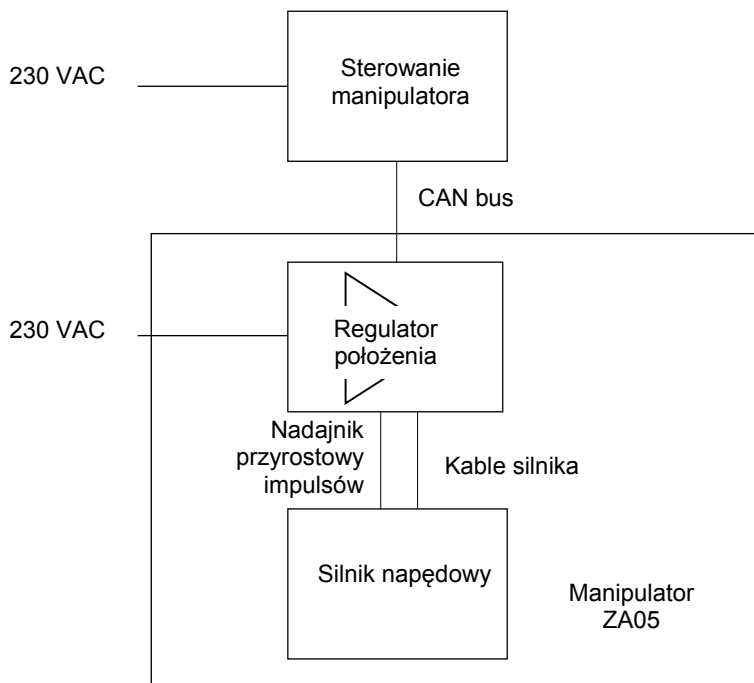 230 VAC
Sterowanie
manipulatora
CAN bus
230 VAC
Regulator
położenia
Nadajnik
przyrostowy
impulsów
Kable silnika
Silnik napędowy
Manipulator
ZA05